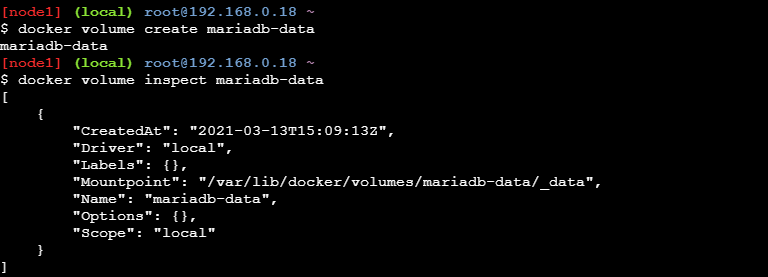 [node1] (local) root@192.168.0.18 ~
$ docker volume create mariadb-data
mariadb-data
[node1] (local) root@192.168.0.18 ~
$ docker volume inspect mariadb-data
[
    {
        "CreatedAt": "2021-03-13T15:09:13Z",
        "Driver": "local",
        "Labels": {},
        "Mountpoint": "/var/lib/docker/volumes/mariadb-data/_data",
        "Name": "mariadb-data",
        "Options": {},
        "Scope": "local"
    }
]